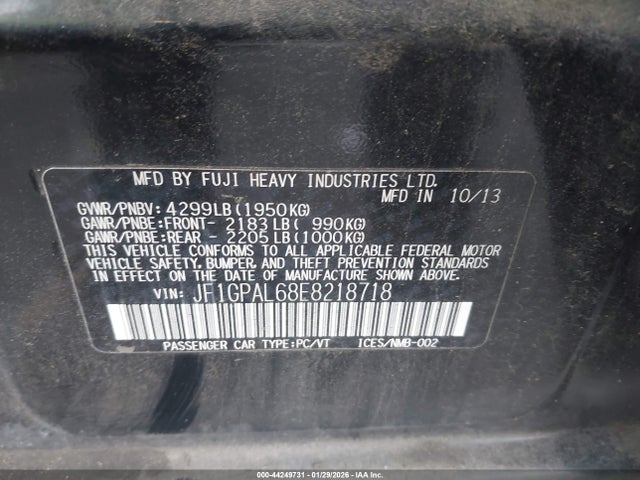 MFD BY FUJI HEAVY INDUSTRIES LTD.
MFD IN 10/13
GVWR/PNBV: 4299LB(1950KG)
GAWR/PNBE:FRONT- 2183LB( 990KG)
GAWR/PNBE:REAR - 2205LB(1000KG)
THIS VEHICLE CONFORMS TO ALL APPLICABLE FEDERAL MOTOR
VEHICLE SAFETY, BUMPER, AND THEFT PREVENTION STANDARDS
IN EFFECT ON THE DATE OF MANUFACTURE SHOWN ABOVE.
VIN: JF1GPAL68E8218718
PASSENGER CAR TYPE:PC/VT ICES/NMB-002
000-44249731 - 01/29/2026 - IAA Inc.